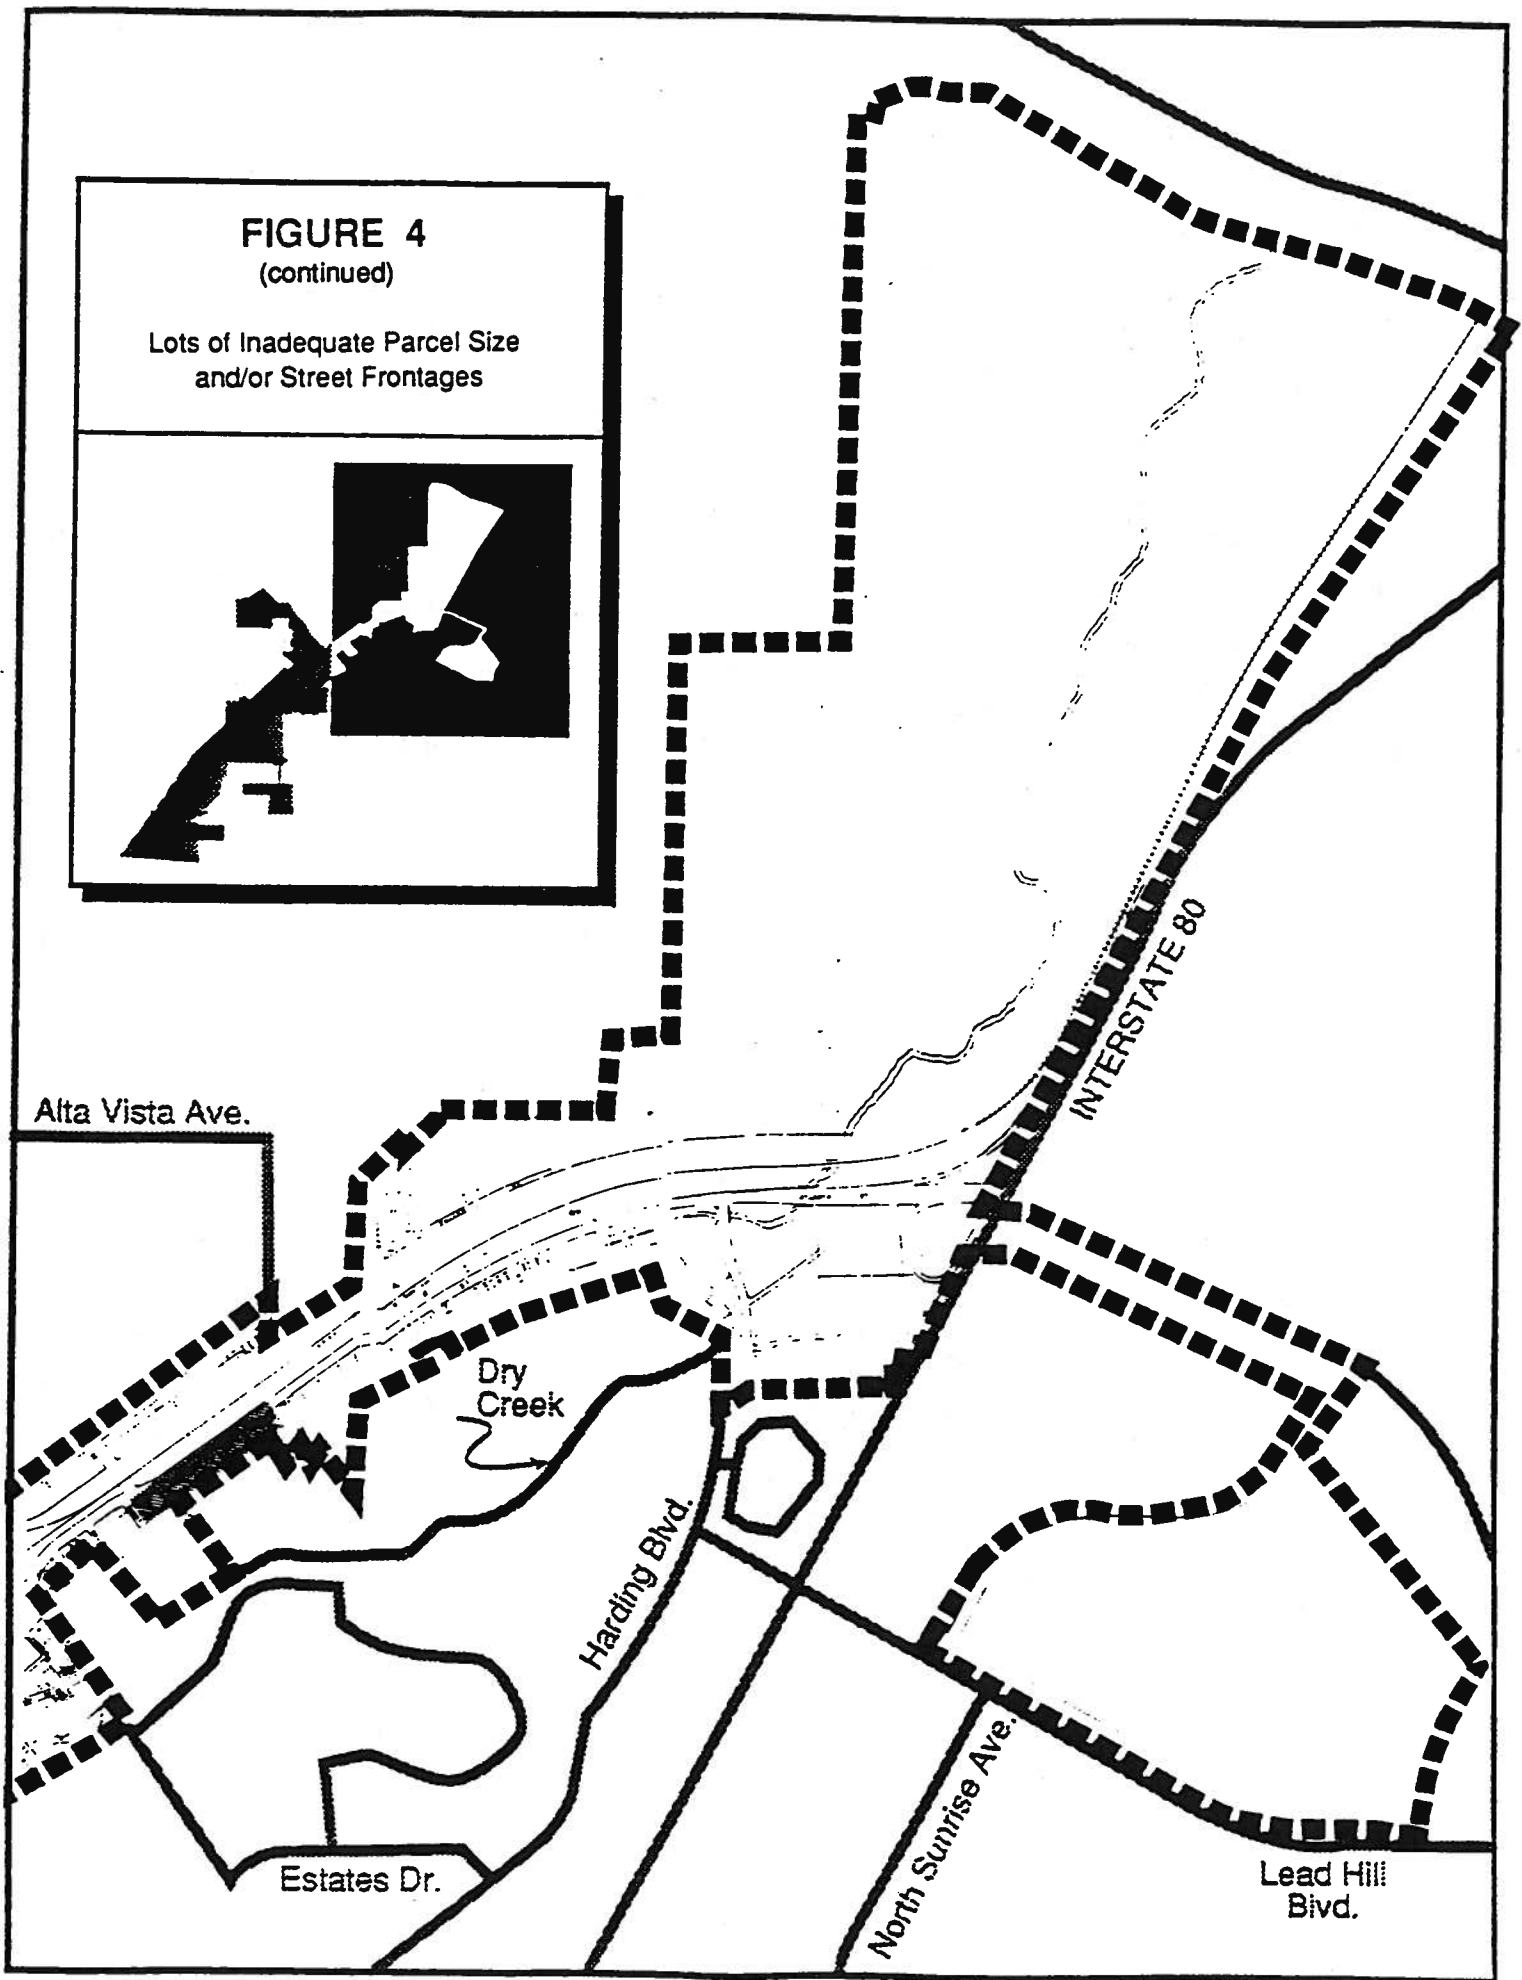 FIGURE 4
(continued)
Lots of Inadequate Parcel Size
and/or Street Frontages
Alta Vista Ave.
INTERSTATE 80
Dry
Creek
Harding Blvd.
North Sunrise Ave.
Estates Dr.
Lead Hill
Blvd.